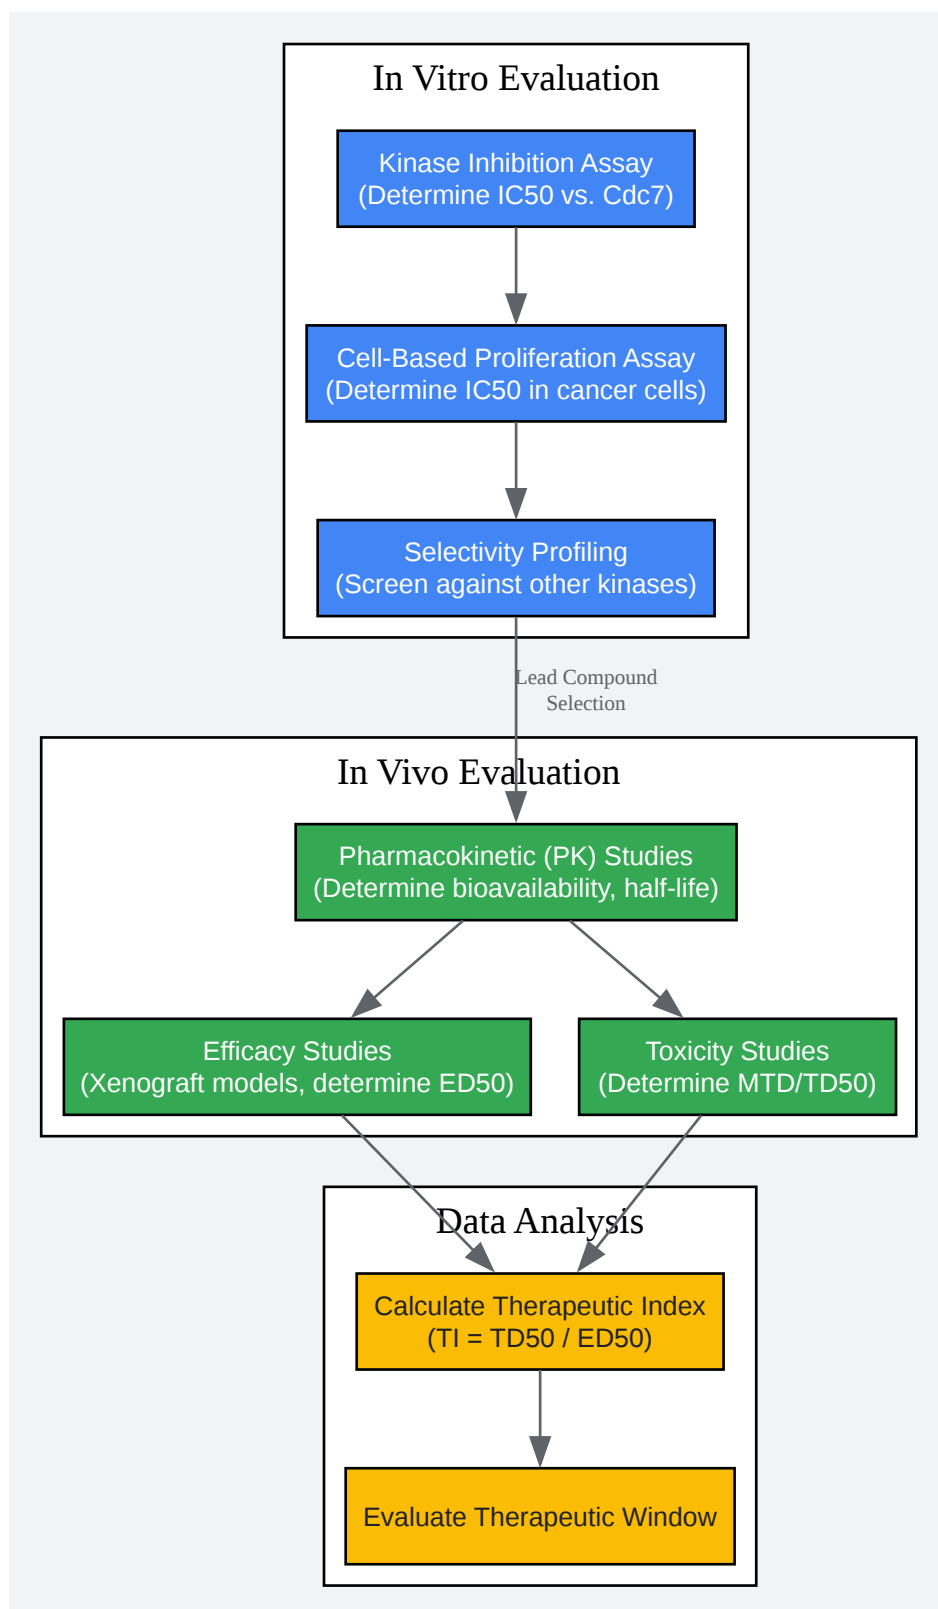 In Vitro Evaluation
Kinase Inhibition Assay
(Determine IC50 vs. Cdc7)
Cell-Based Proliferation Assay
(Determine IC50 in cancer cells)
Selectivity Profiling
(Screen against other kinases)
Lead Compound
Selection
In Vivo Evaluation
Pharmacokinetic (PK) Studies
(Determine bioavailability, half-life)
Efficacy Studies
(Xenograft models, determine ED50)
Toxicity Studies
(Determine MTD/TD50)
Data Analysis
Calculate Therapeutic Index
(TI = TD50 / ED50)
Evaluate Therapeutic Window